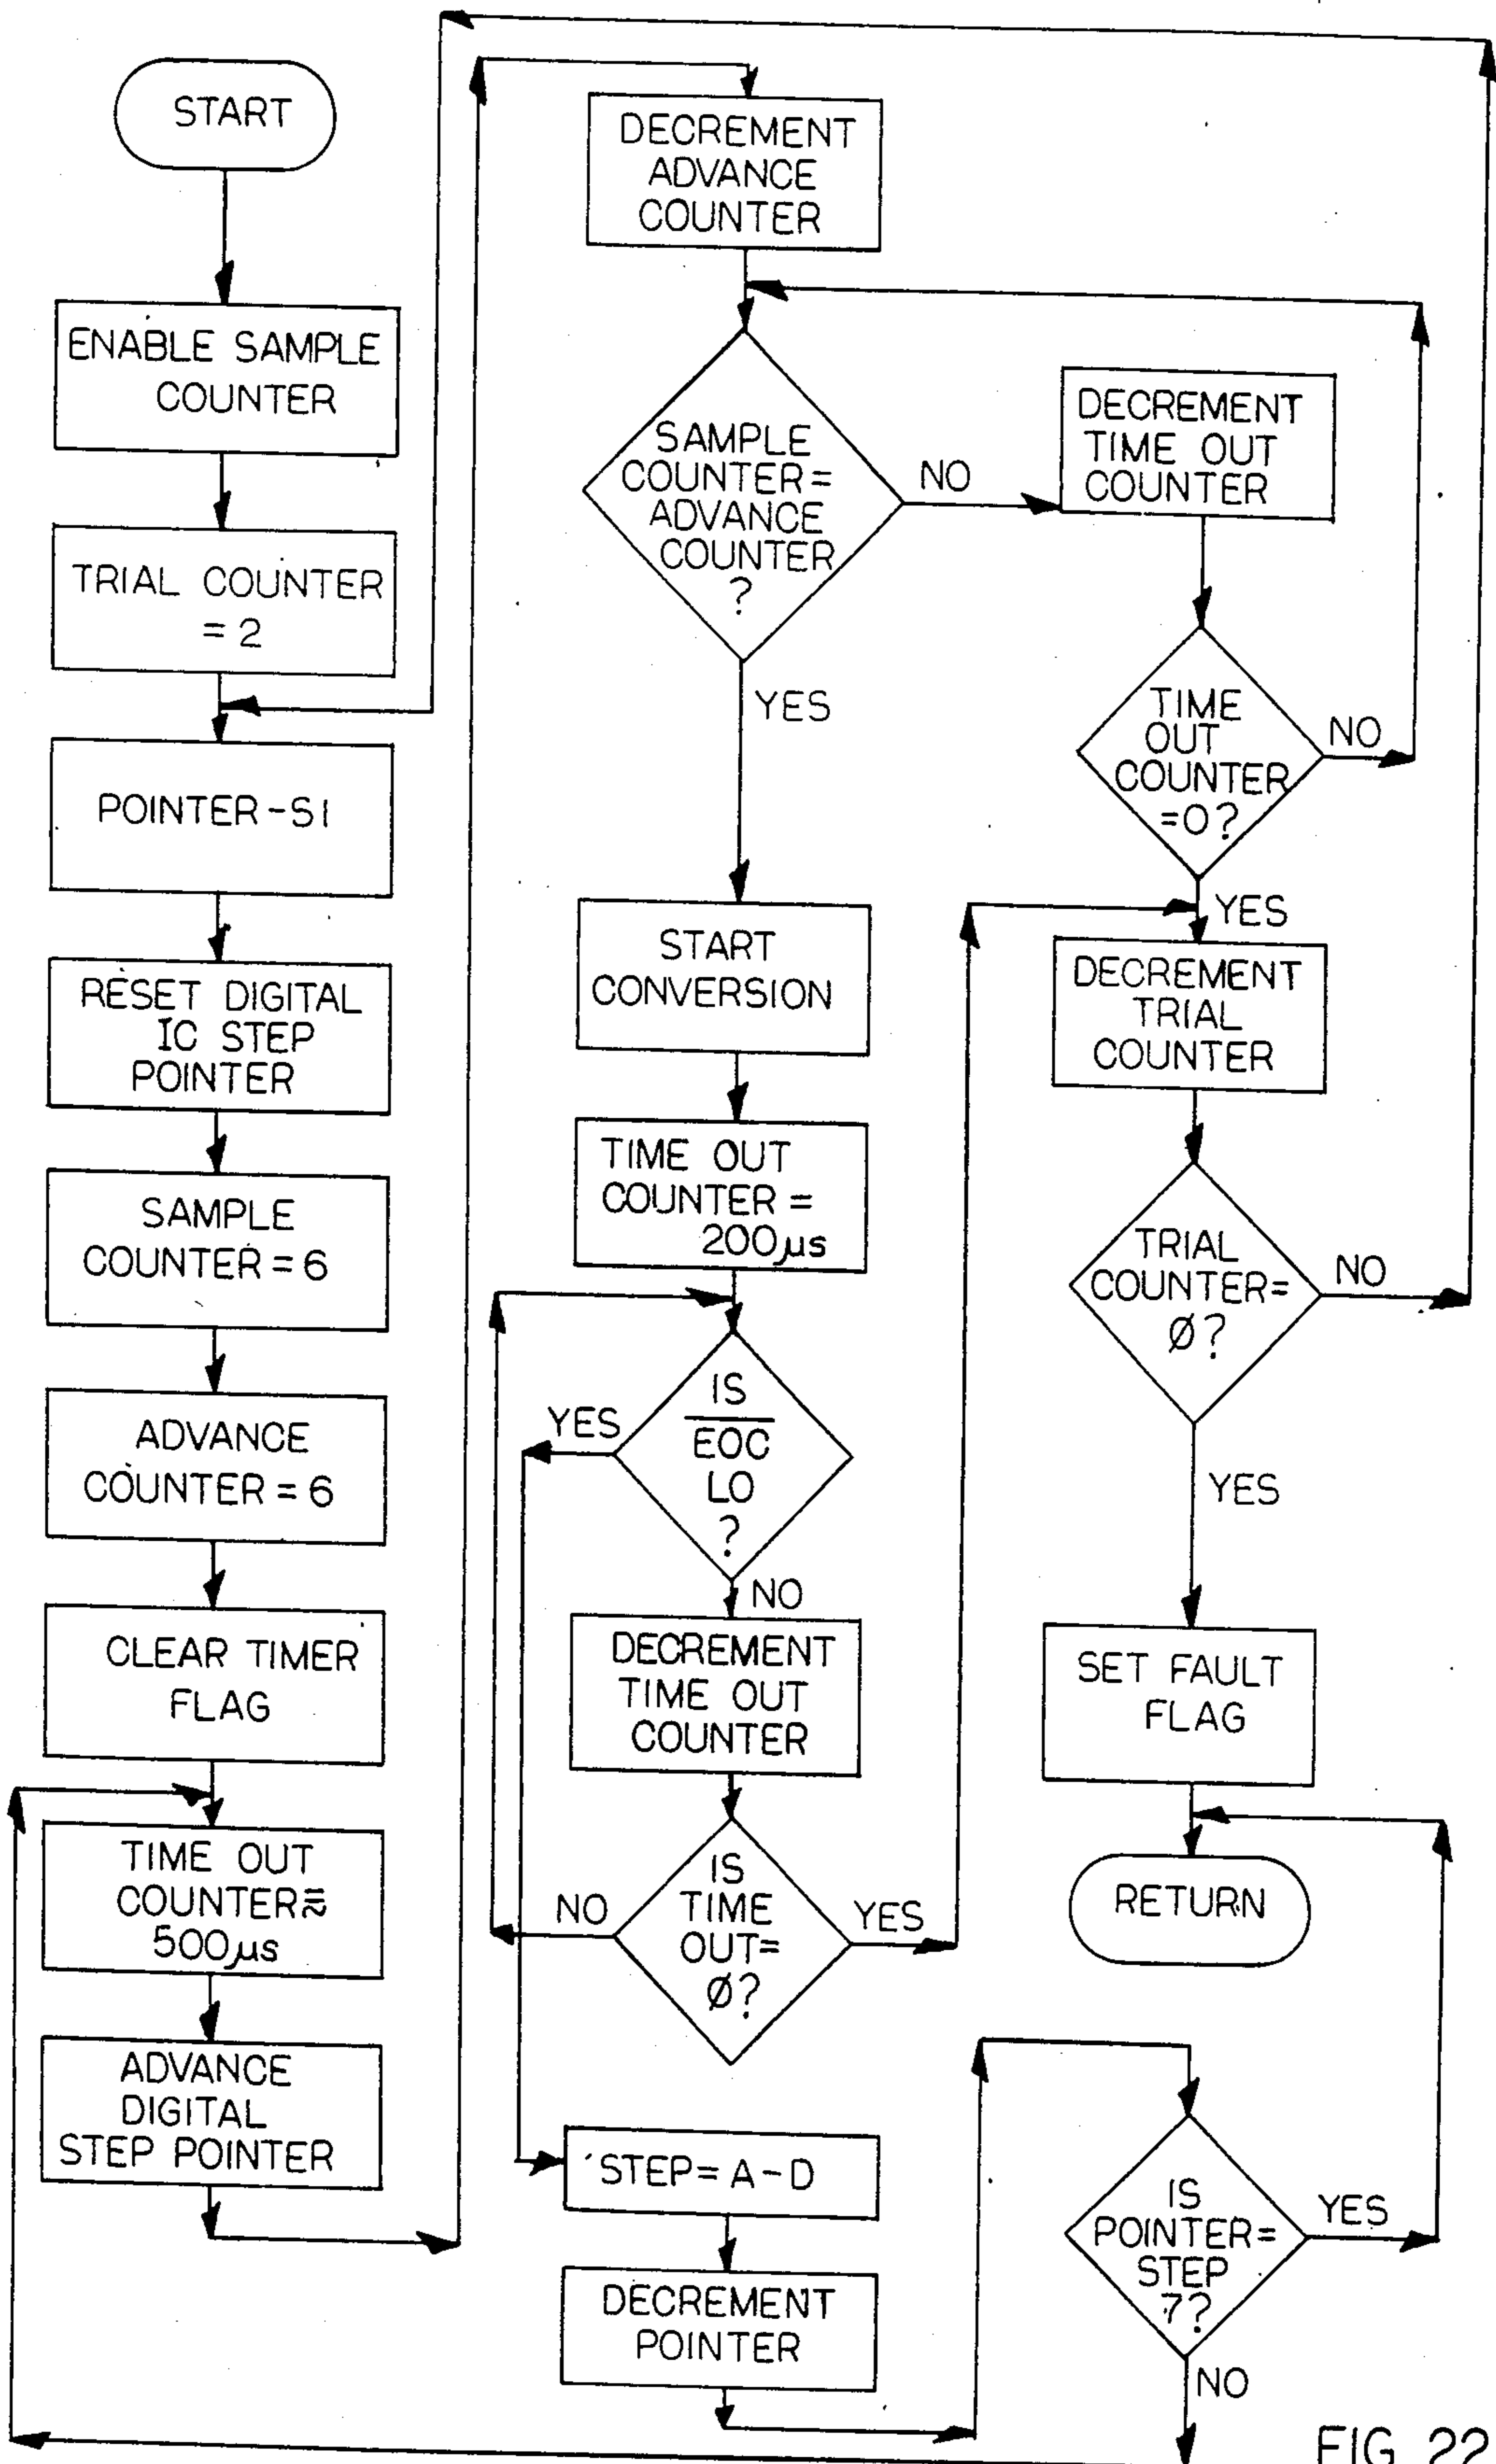 START
ENABLE SAMPLE
COUNTER
TRIAL COUNTER
= 2
POINTER-S1
RESET DIGITAL
IC STEP
POINTER
SAMPLE
COUNTER = 6
ADVANCE
COUNTER = 6
CLEAR TIMER
FLAG
TIME OUT
COUNTER ≈
500µs
ADVANCE
DIGITAL
STEP POINTER
DECREMENT
ADVANCE
COUNTER
SAMPLE
COUNTER=
ADVANCE
COUNTER
?
NO
YES
START
CONVERSION
TIME OUT
COUNTER =
200µs
IS
E̅O̅C̅
LO
?
YES
NO
DECREMENT
TIME OUT
COUNTER
IS
TIME
OUT=
Ø?
NO
YES
STEP= A-D
DECREMENT
POINTER
DECREMENT
TIME OUT
COUNTER
TIME
OUT
COUNTER
=0?
NO
YES
DECREMENT
TRIAL
COUNTER
TRIAL
COUNTER=
Ø?
NO
YES
SET FAULT
FLAG
RETURN
IS
POINTER=
STEP
7?
YES
NO
FIG. 22